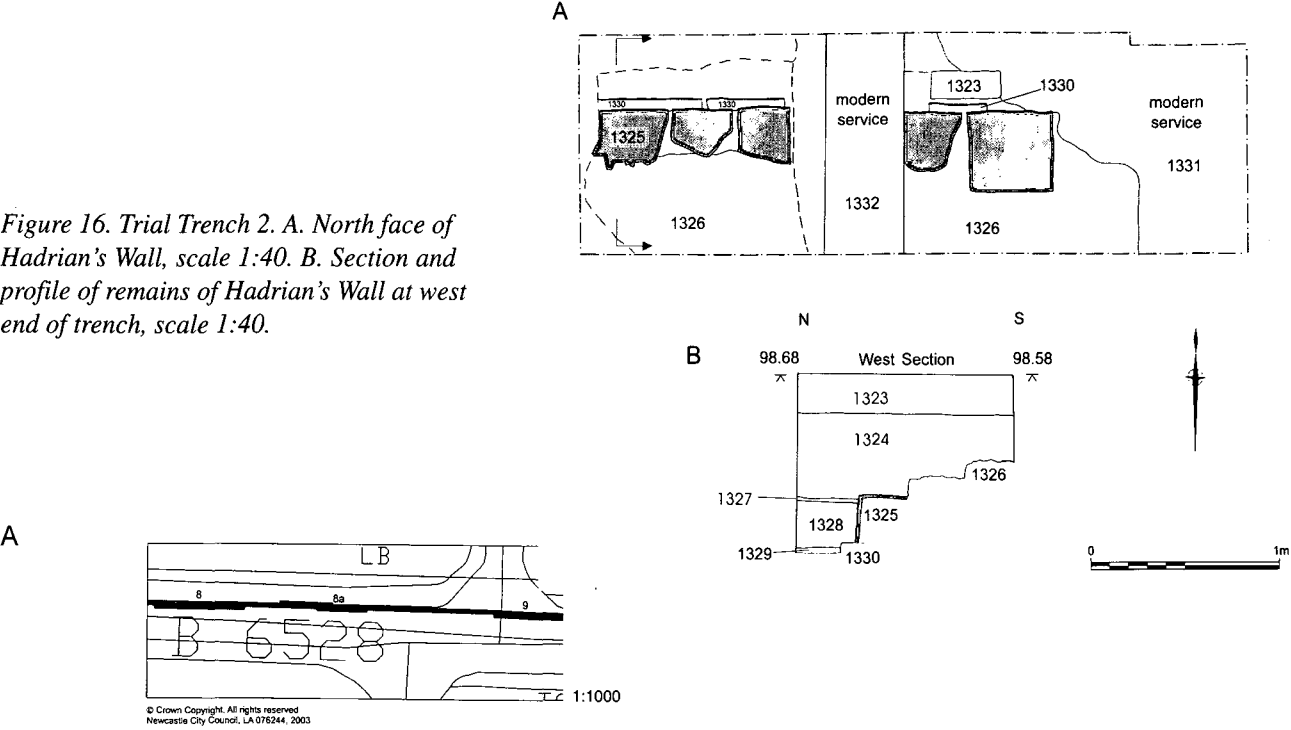 A
1323
1330
1330
1330
modern
service
modern
service
1325
1331
1332
1326
1326
Figure 16. Trial Trench 2. A. North face of
Hadrian's Wall, scale 1:40. B. Section and
profile of remains of Hadrian's Wall at west
end of trench, scale 1:40.
N
S
B
98.68
West Section
98.58
1323
1324
1326
1327
1325
1328
1329
1330
0
1m
A
LB
8
8a
9
B 6528
1:1000
© Crown Copyright. All rights reserved
Newcastle City Council, LA 076244, 2003